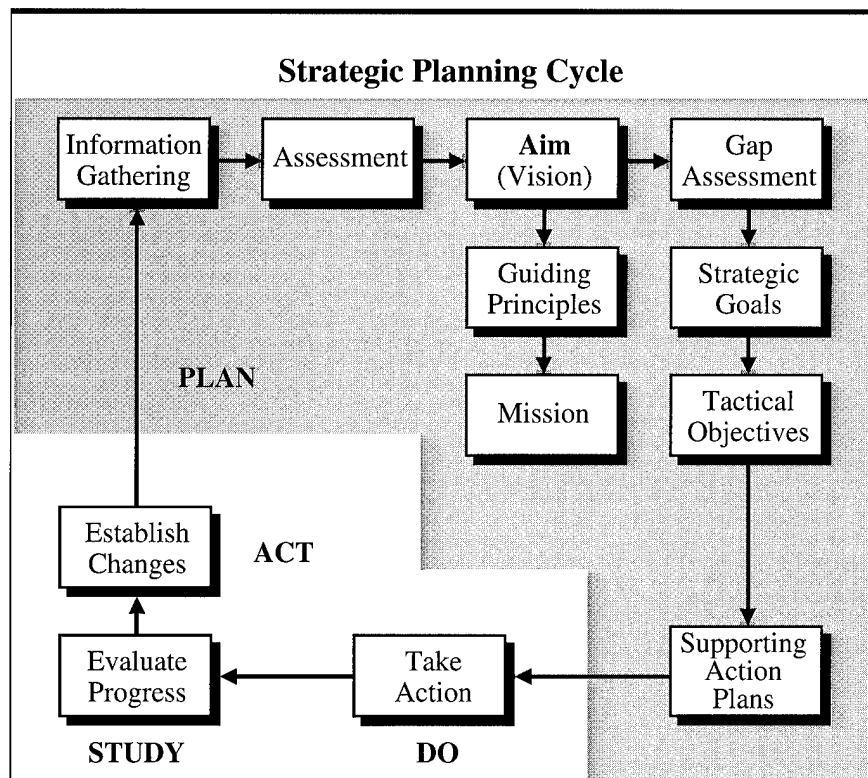 Strategic Planning Cycle
Information
Gathering
Assessment
Aim
(Vision)
Gap
Assessment
Guiding
Principles
Strategic
Goals
PLAN
Mission
Tactical
Objectives
Establish
Changes
ACT
Evaluate
Progress
Take
Action
Supporting
Action
Plans
STUDY
DO